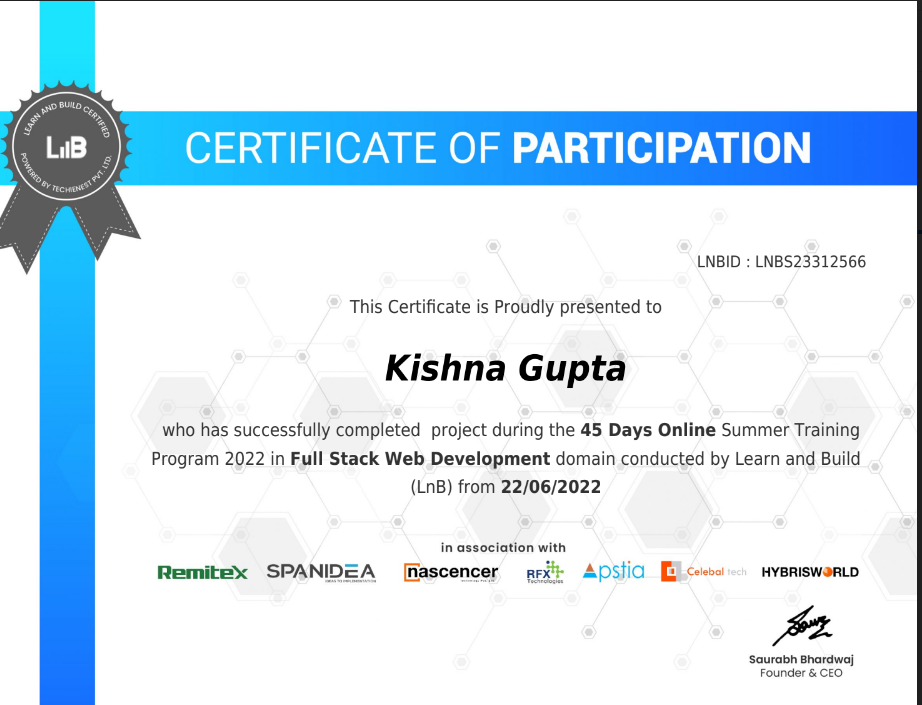 LEARN AND BUILD CERTIFIED
LnB
POWERED BY TECHIENEST PVT. LTD.
CERTIFICATE OF PARTICIPATION
LNBID : LNBS23312566
This Certificate is Proudly presented to
Kishna Gupta
who has successfully completed  project during the 45 Days Online Summer Training
Program 2022 in Full Stack Web Development domain conducted by Learn and Build
(LnB) from 22/06/2022
in association with
RemiteX SPANIDEA nascencer RFX Technologies Apstia Celebal tech HYBRISWORLD
Saurabh Bhardwaj
Founder & CEO